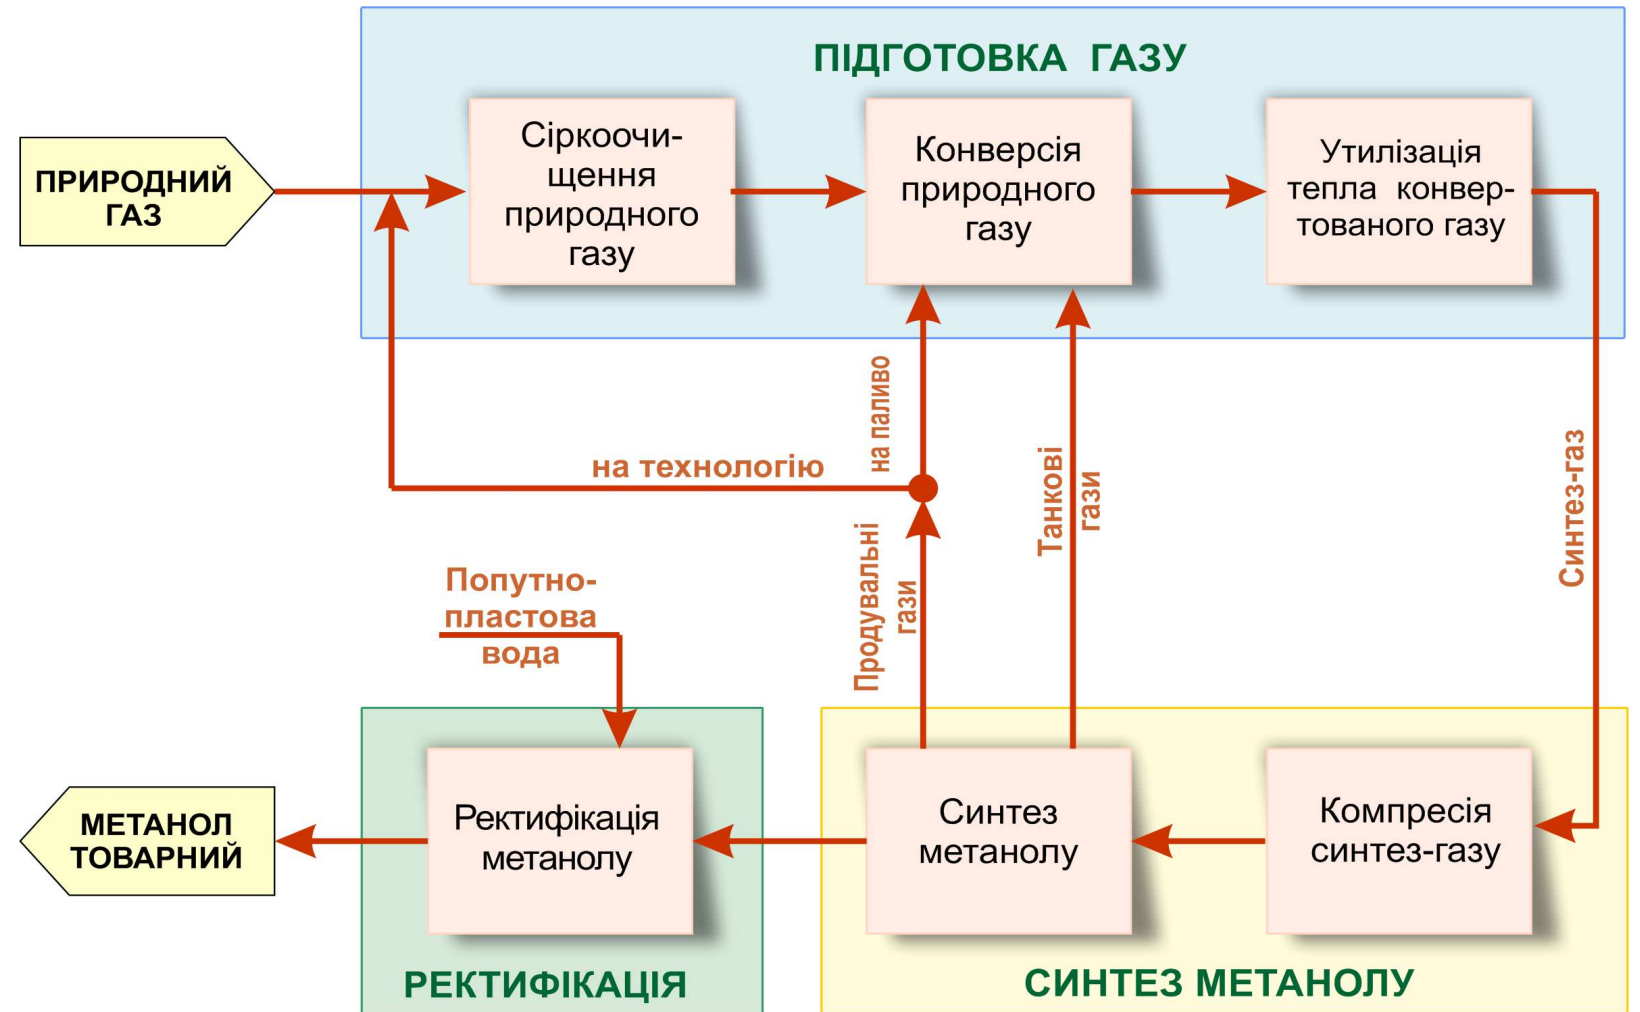 ПІДГОТОВКА ГАЗУ
ПРИРОДНИЙ
ГАЗ
Сіркоочи-
щення
природного
газу
Конверсія
природного
газу
Утилізація
тепла конвер-
тованого газу
на технологію
на паливо
Продувальні
гази
Танкові
гази
Синтез-газ
Попутно-
пластова
вода
МЕТАНОЛ
ТОВАРНИЙ
Ректифікація
метанолу
Синтез
метанолу
Компресія
синтез-газу
РЕКТИФІКАЦІЯ
СИНТЕЗ МЕТАНОЛУ